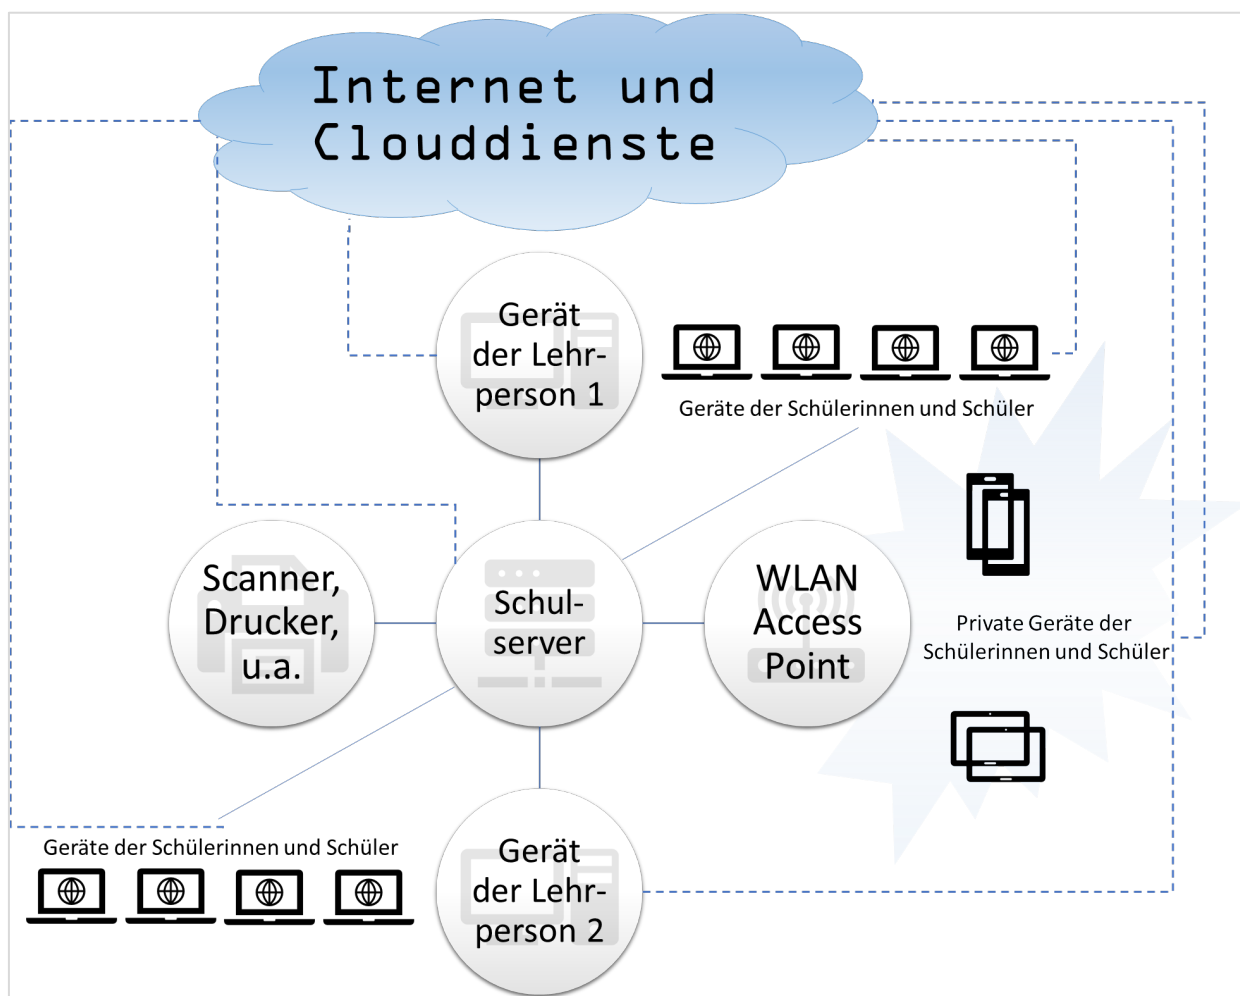 Internet und
Clouddienste
Gerät
der Lehr-
person 1
Geräte der Schülerinnen und Schüler
Scanner,
Drucker,
u.a.
Schul-
server
WLAN
Access
Point
Private Geräte der
Schülerinnen und Schüler
Geräte der Schülerinnen und Schüler
Gerät
der Lehr-
person 2